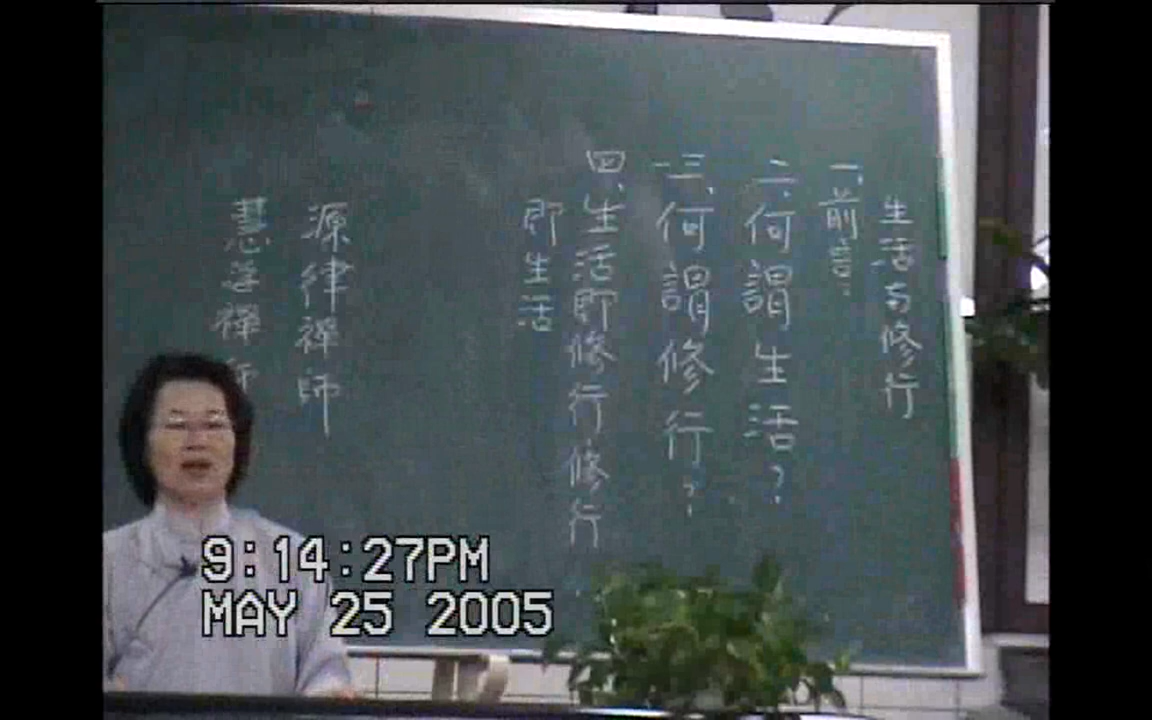 生活与修行
一、前言：
二、何謂生活？
三、何謂修行？
四、生活即修行修行
即生活
源律禪師
慧 禪師
9:14:27PM
MAY 25 2005